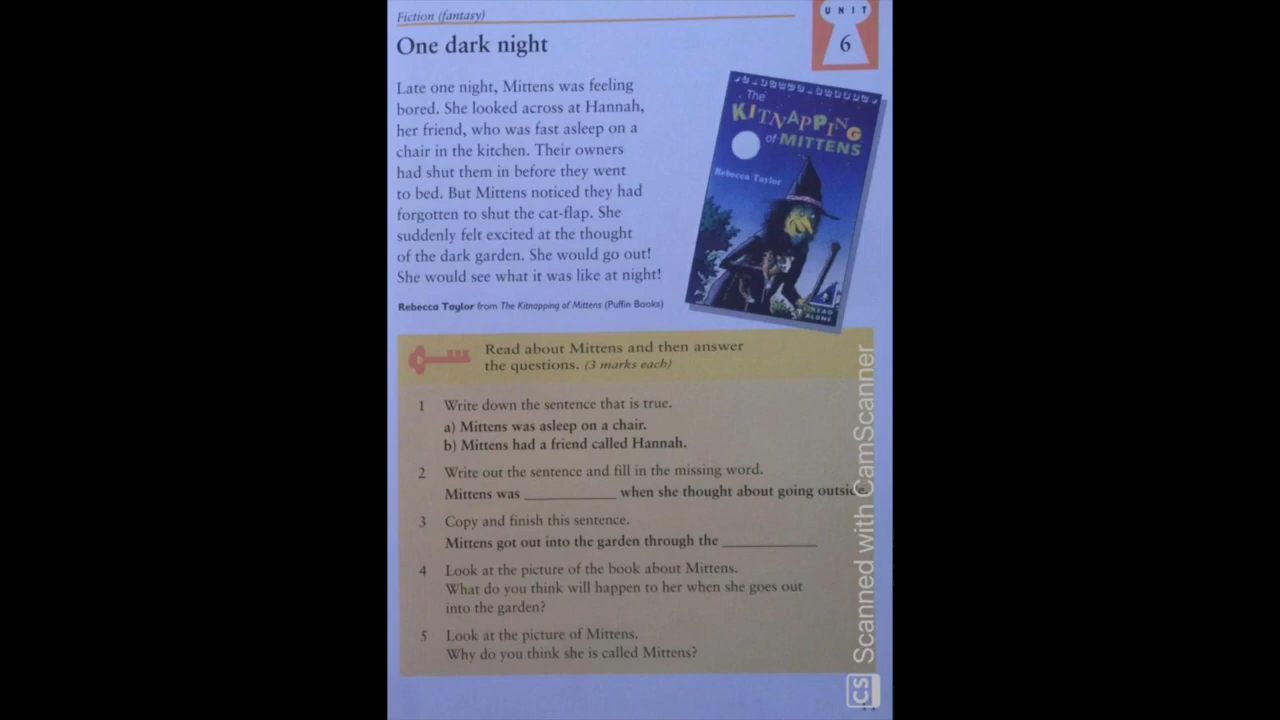 Fiction (fantasy)
UNIT
6
One dark night
Late one night, Mittens was feeling
bored. She looked across at Hannah,
her friend, who was fast asleep on a
chair in the kitchen. Their owners
had shut them in before they went
to bed. But Mittens noticed they had
forgotten to shut the cat-flap. She
suddenly felt excited at the thought
of the dark garden. She would go out!
She would see what it was like at night!
Rebecca Taylor from The Kitnapping of Mittens (Puffin Books)
The
KITNAPPING
of MITTENS
Rebecca Taylor
READ
ALONE
Read about Mittens and then answer
the questions. (3 marks each)
1 Write down the sentence that is true.
a) Mittens was asleep on a chair.
b) Mittens had a friend called Hannah.
2 Write out the sentence and fill in the missing word.
Mittens was ____________ when she thought about going outside.
3 Copy and finish this sentence.
Mittens got out into the garden through the ____________
4 Look at the picture of the book about Mittens.
What do you think will happen to her when she goes out
into the garden?
5 Look at the picture of Mittens.
Why do you think she is called Mittens?
CS Scanned with CamScanner